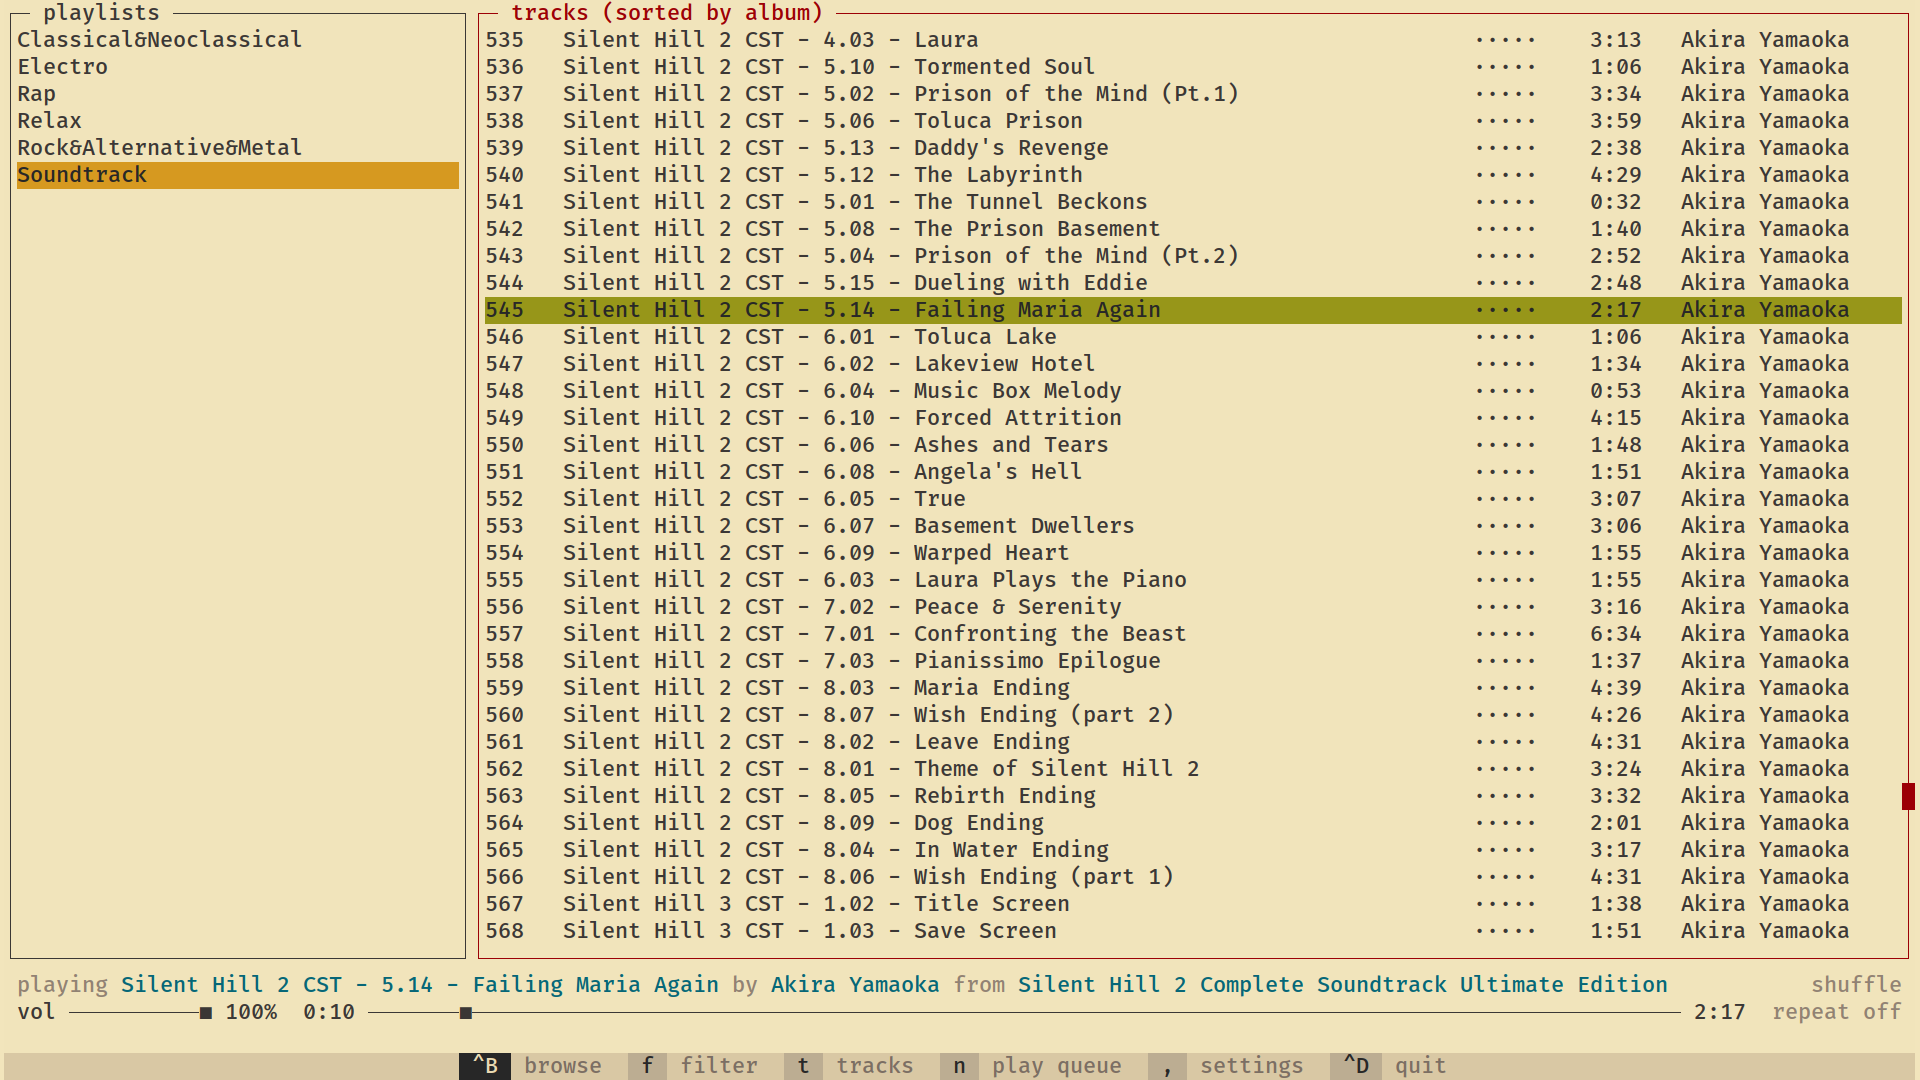 playlists
Classical&Neoclassical
Electro
Rap
Relax
Rock&Alternative&Metal
Soundtrack
tracks (sorted by album)
535 Silent Hill 2 CST - 4.03 - Laura ····· 3:13 Akira Yamaoka
536 Silent Hill 2 CST - 5.10 - Tormented Soul ····· 1:06 Akira Yamaoka
537 Silent Hill 2 CST - 5.02 - Prison of the Mind (Pt.1) ····· 3:34 Akira Yamaoka
538 Silent Hill 2 CST - 5.06 - Toluca Prison ····· 3:59 Akira Yamaoka
539 Silent Hill 2 CST - 5.13 - Daddy's Revenge ····· 2:38 Akira Yamaoka
540 Silent Hill 2 CST - 5.12 - The Labyrinth ····· 4:29 Akira Yamaoka
541 Silent Hill 2 CST - 5.01 - The Tunnel Beckons ····· 0:32 Akira Yamaoka
542 Silent Hill 2 CST - 5.08 - The Prison Basement ····· 1:40 Akira Yamaoka
543 Silent Hill 2 CST - 5.04 - Prison of the Mind (Pt.2) ····· 2:52 Akira Yamaoka
544 Silent Hill 2 CST - 5.15 - Dueling with Eddie ····· 2:48 Akira Yamaoka
545 Silent Hill 2 CST - 5.14 - Failing Maria Again ····· 2:17 Akira Yamaoka
546 Silent Hill 2 CST - 6.01 - Toluca Lake ····· 1:06 Akira Yamaoka
547 Silent Hill 2 CST - 6.02 - Lakeview Hotel ····· 1:34 Akira Yamaoka
548 Silent Hill 2 CST - 6.04 - Music Box Melody ····· 0:53 Akira Yamaoka
549 Silent Hill 2 CST - 6.10 - Forced Attrition ····· 4:15 Akira Yamaoka
550 Silent Hill 2 CST - 6.06 - Ashes and Tears ····· 1:48 Akira Yamaoka
551 Silent Hill 2 CST - 6.08 - Angela's Hell ····· 1:51 Akira Yamaoka
552 Silent Hill 2 CST - 6.05 - True ····· 3:07 Akira Yamaoka
553 Silent Hill 2 CST - 6.07 - Basement Dwellers ····· 3:06 Akira Yamaoka
554 Silent Hill 2 CST - 6.09 - Warped Heart ····· 1:55 Akira Yamaoka
555 Silent Hill 2 CST - 6.03 - Laura Plays the Piano ····· 1:55 Akira Yamaoka
556 Silent Hill 2 CST - 7.02 - Peace & Serenity ····· 3:16 Akira Yamaoka
557 Silent Hill 2 CST - 7.01 - Confronting the Beast ····· 6:34 Akira Yamaoka
558 Silent Hill 2 CST - 7.03 - Pianissimo Epilogue ····· 1:37 Akira Yamaoka
559 Silent Hill 2 CST - 8.03 - Maria Ending ····· 4:39 Akira Yamaoka
560 Silent Hill 2 CST - 8.07 - Wish Ending (part 2) ····· 4:26 Akira Yamaoka
561 Silent Hill 2 CST - 8.02 - Leave Ending ····· 4:31 Akira Yamaoka
562 Silent Hill 2 CST - 8.01 - Theme of Silent Hill 2 ····· 3:24 Akira Yamaoka
563 Silent Hill 2 CST - 8.05 - Rebirth Ending ····· 3:32 Akira Yamaoka
564 Silent Hill 2 CST - 8.09 - Dog Ending ····· 2:01 Akira Yamaoka
565 Silent Hill 2 CST - 8.04 - In Water Ending ····· 3:17 Akira Yamaoka
566 Silent Hill 2 CST - 8.06 - Wish Ending (part 1) ····· 4:31 Akira Yamaoka
567 Silent Hill 3 CST - 1.02 - Title Screen ····· 1:38 Akira Yamaoka
568 Silent Hill 3 CST - 1.03 - Save Screen ····· 1:51 Akira Yamaoka
playing Silent Hill 2 CST - 5.14 - Failing Maria Again by Akira Yamaoka from Silent Hill 2 Complete Soundtrack Ultimate Edition shuffle
vol 100% 0:10 2:17 repeat off
^B browse f filter t tracks n play queue , settings ^D quit